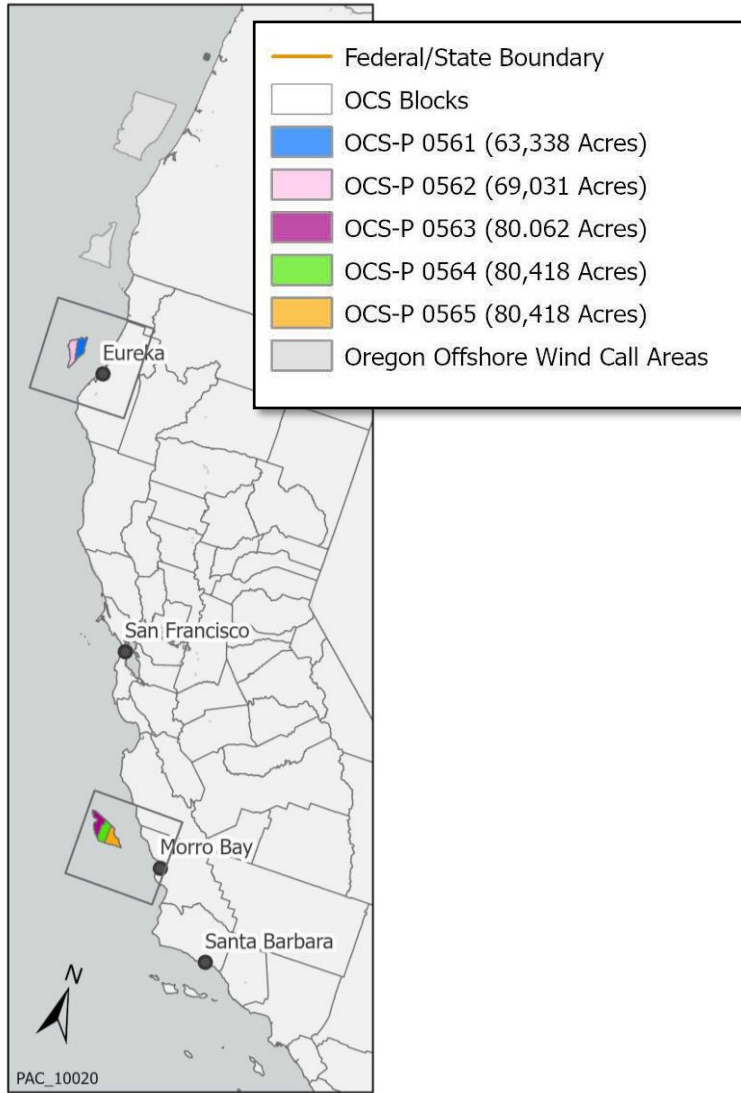 Federal/State Boundary
OCS Blocks
OCS-P 0561 (63,338 Acres)
OCS-P 0562 (69,031 Acres)
OCS-P 0563 (80.062 Acres)
OCS-P 0564 (80,418 Acres)
OCS-P 0565 (80,418 Acres)
Oregon Offshore Wind Call Areas
Eureka
San Francisco
Morro Bay
Santa Barbara
N
PAC_10020